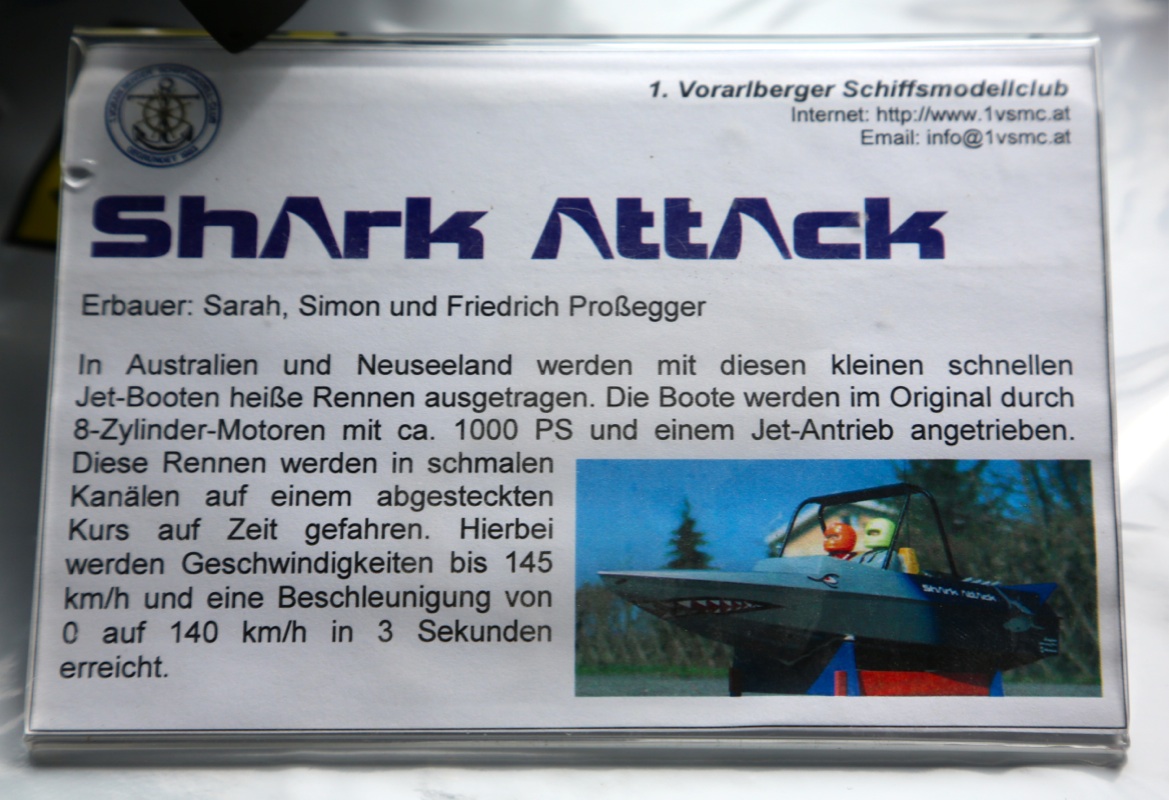 1. Vorarlberger Schiffsmodellclub
Internet: http://www.1vsmc.at
Email: info@1vsmc.at
ShArk AttAck
Erbauer: Sarah, Simon und Friedrich Proßegger
In Australien und Neuseeland werden mit diesen kleinen schnellen
Jet-Booten heiße Rennen ausgetragen. Die Boote werden im Original durch
8-Zylinder-Motoren mit ca. 1000 PS und einem Jet-Antrieb angetrieben.
Diese Rennen werden in schmalen
Kanälen auf einem abgesteckten
Kurs auf Zeit gefahren. Hierbei
werden Geschwindigkeiten bis 145
km/h und eine Beschleunigung von
0 auf 140 km/h in 3 Sekunden
erreicht.
ShArk AttAck